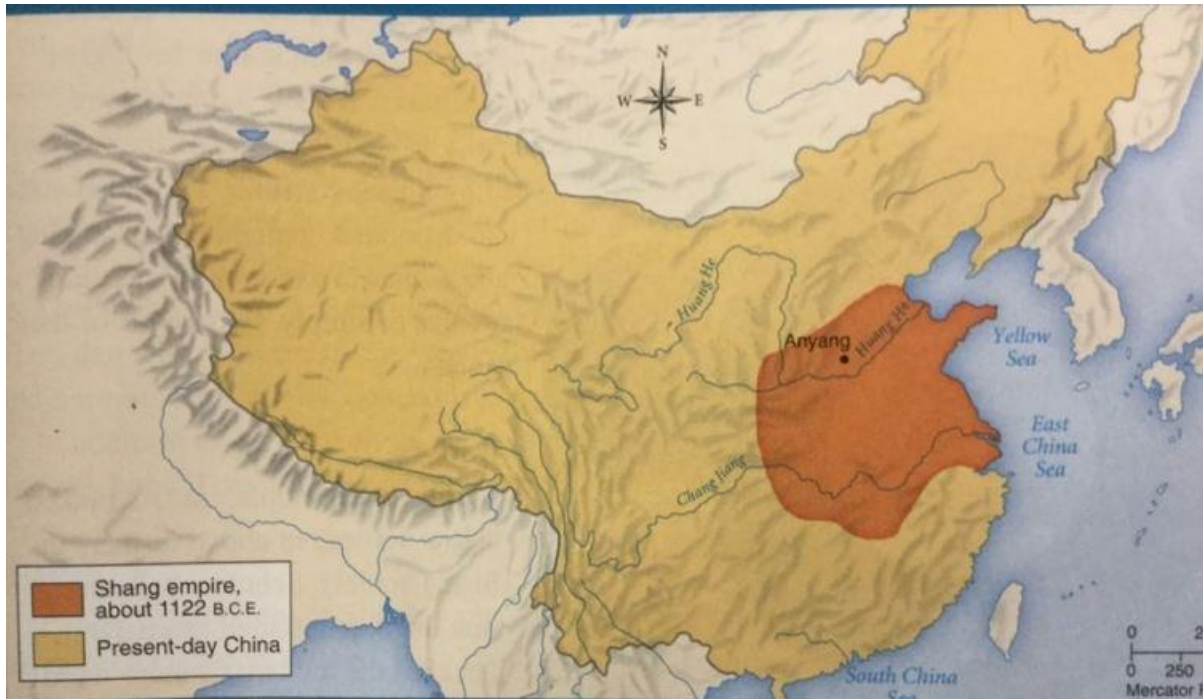 N
W E
S
Huang He
Anyang
Huang He
Yellow
Sea
East
China
Sea
Chang Jiang
Shang empire,
about 1122 B.C.E.
Present-day China
South China
0
0 250
Mercator